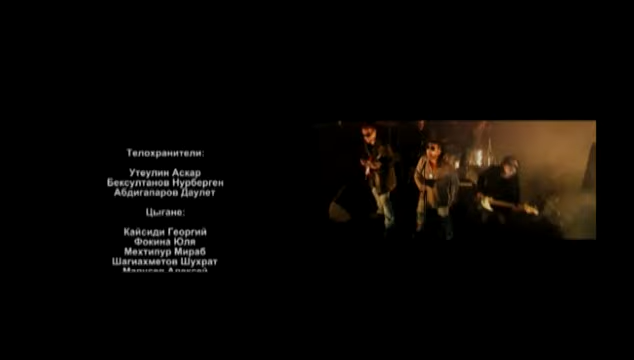 Телохранители:
Утеулин Аскар
Бексултанов Нурберген
Абдигапаров Даулет
Цыгане:
Кайсиди Георгий
Фокина Юля
Мехтипур Мираб
Шагиахметов Шухрат